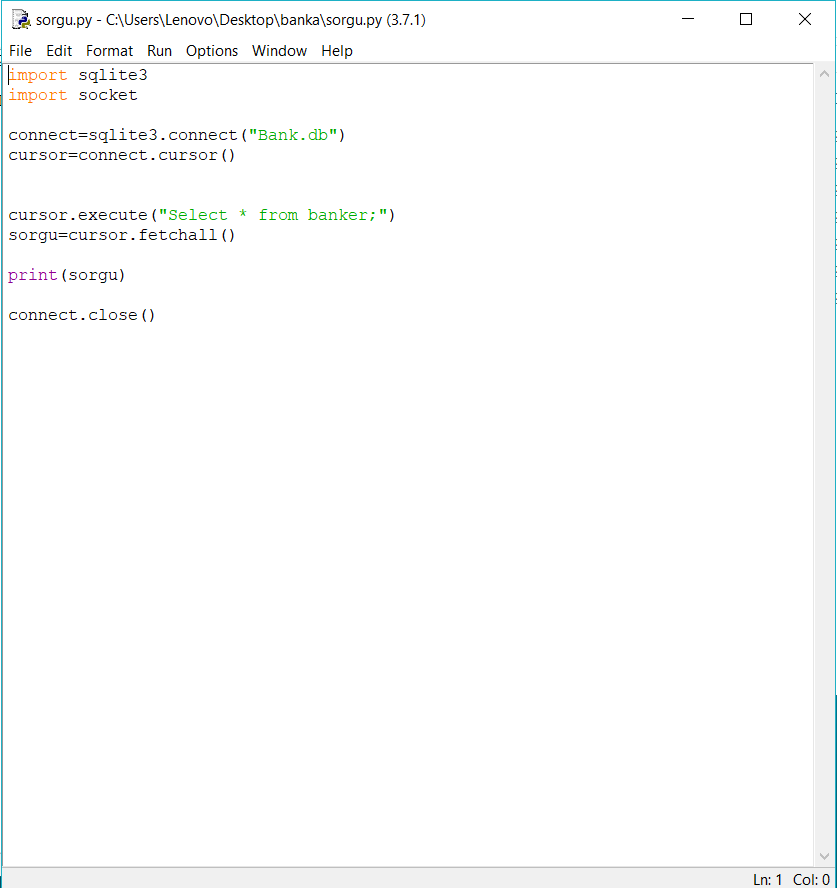 sorgu.py - C:\Users\Lenovo\Desktop\banka\sorgu.py (3.7.1)
File Edit Format Run Options Window Help
import sqlite3
import socket
connect=sqlite3.connect("Bank.db")
cursor=connect.cursor()
cursor.execute("Select * from banker;")
sorgu=cursor.fetchall()
print(sorgu)
connect.close()
Ln: 1 Col: 0